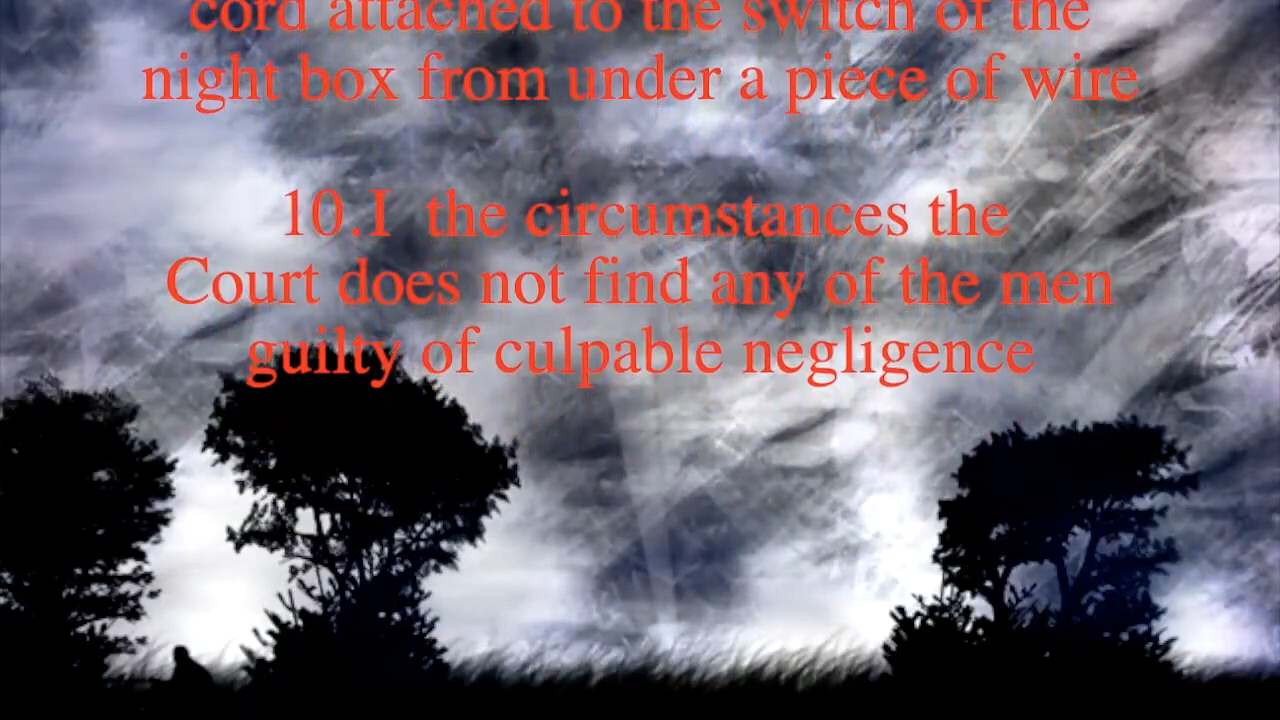 cord attached to the switch of the
night box from under a piece of wire
10.I the circumstances the
Court does not find any of the men
guilty of culpable negligence